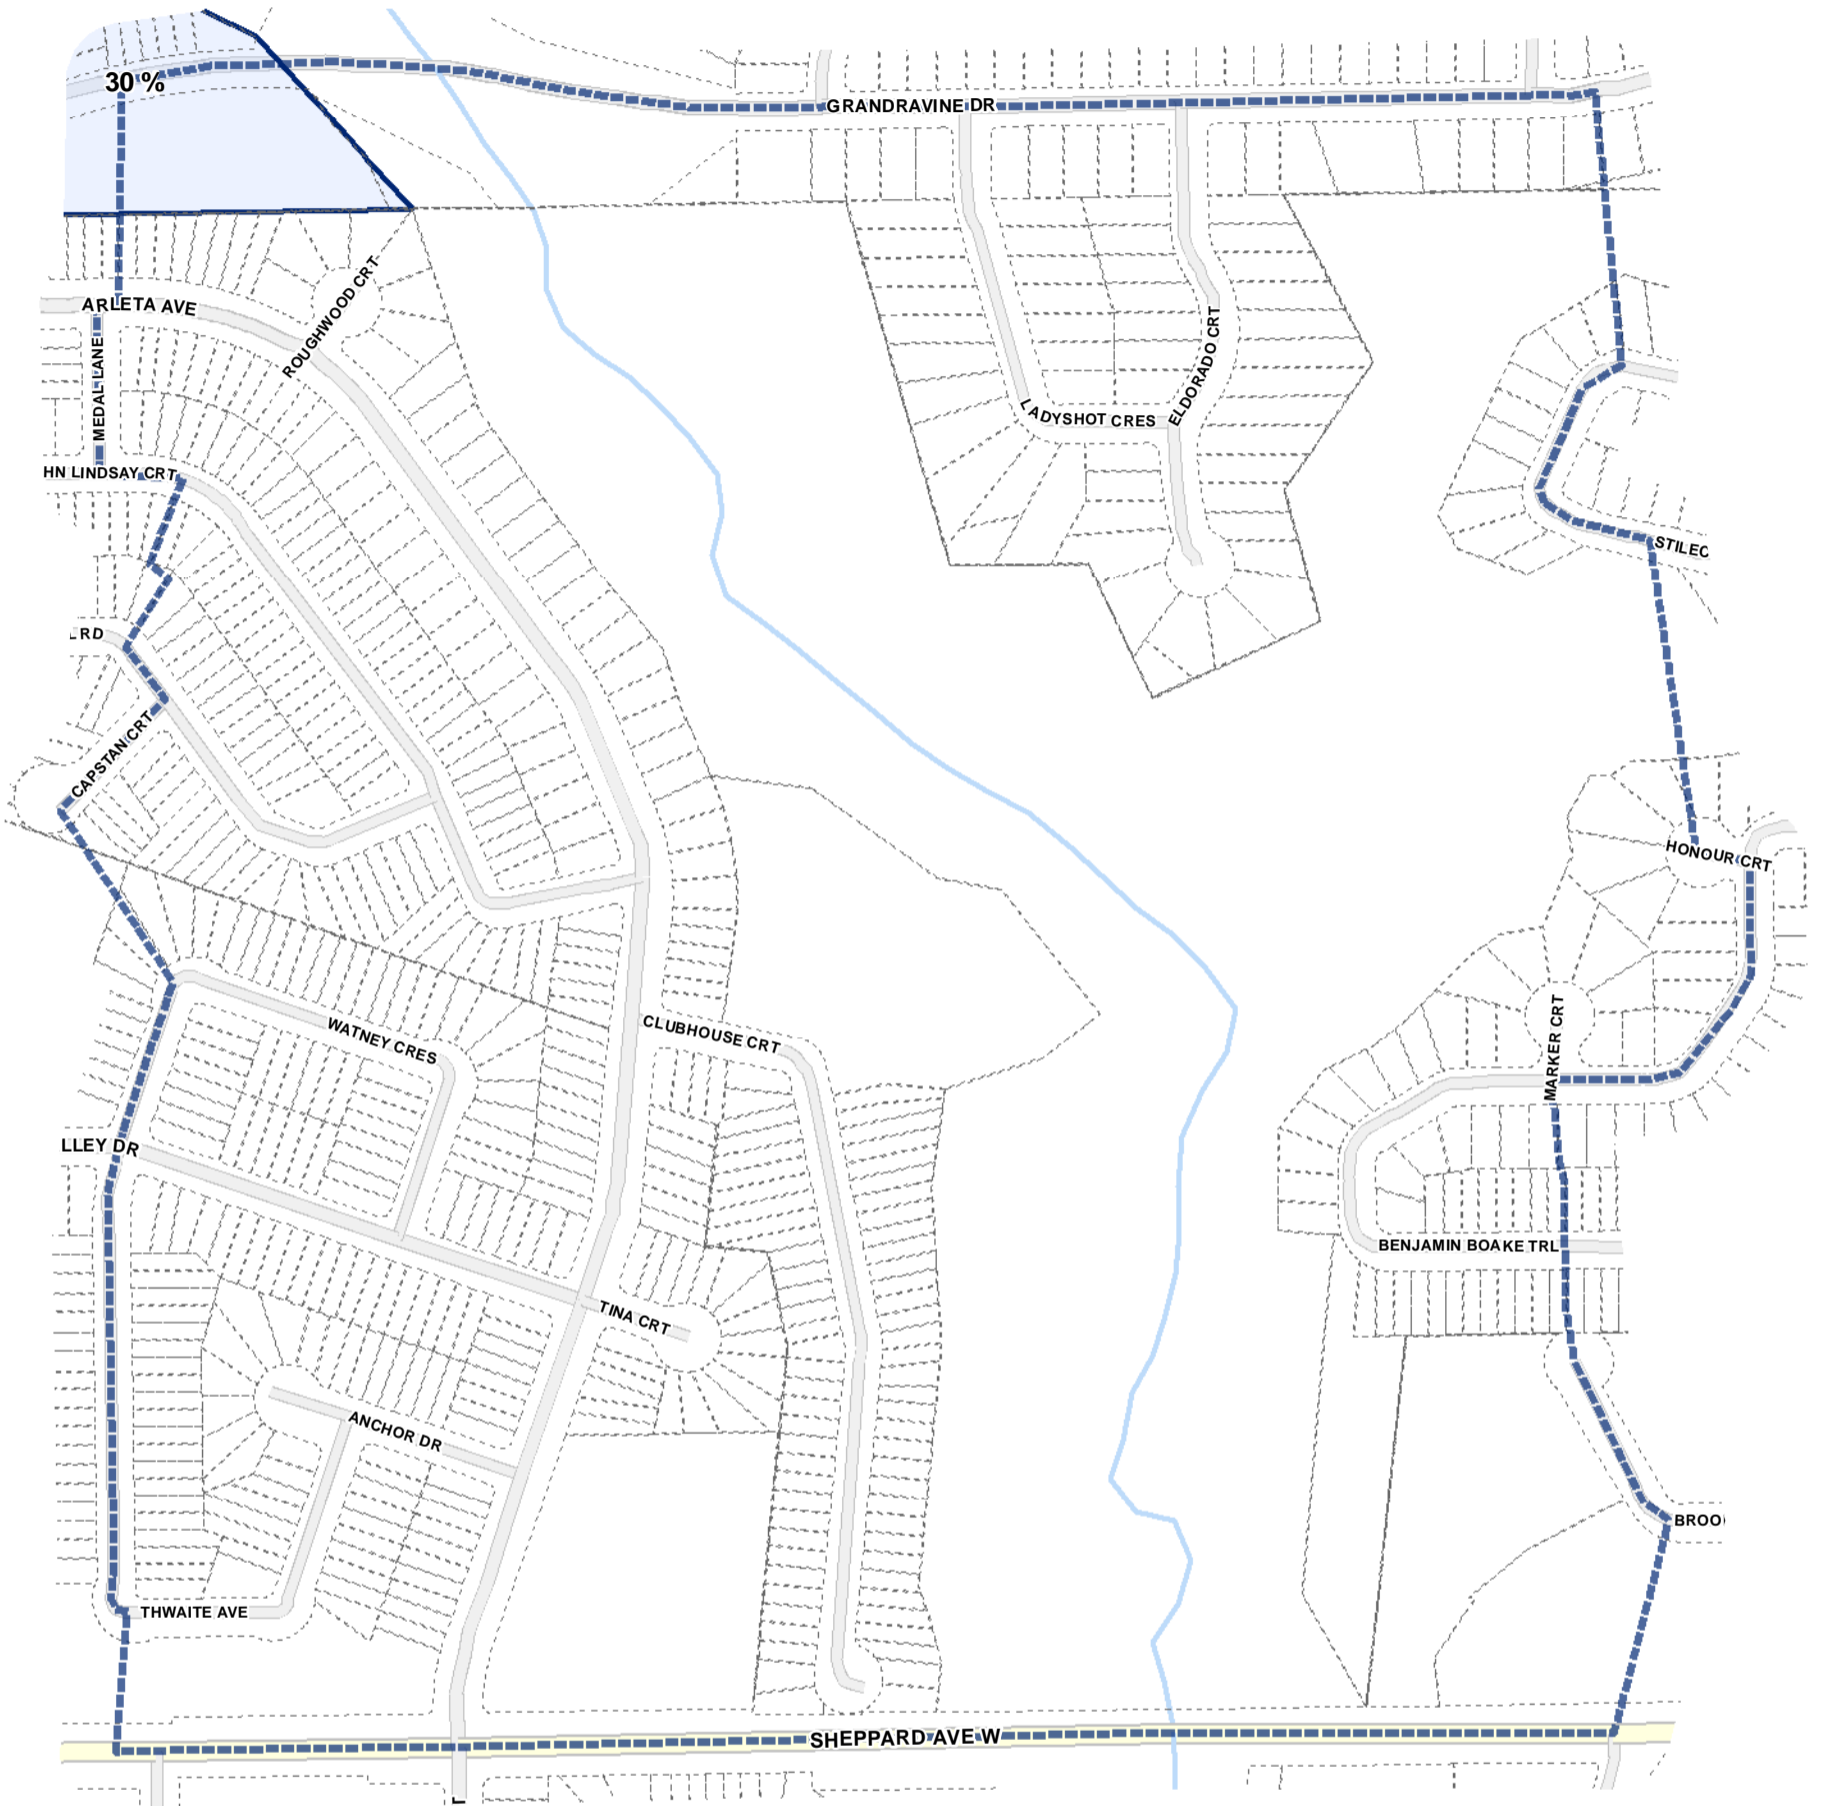 30 %
GRANDRAVINE DR
ARLETA AVE
ROUGHWOOD CRT
MEDAL LANE
LADYSHOT CRES
ELDORADO CRT
HN LINDSAY CRT
STILEC
RD
CAPSTAN CRT
HONOUR CRT
WATNEY CRES
CLUBHOUSE CRT
MARKER CRT
LLEY DR
BENJAMIN BOAKE TRL
TINA CRT
ANCHOR DR
BROO
THWAITE AVE
SHEPPARD AVE W